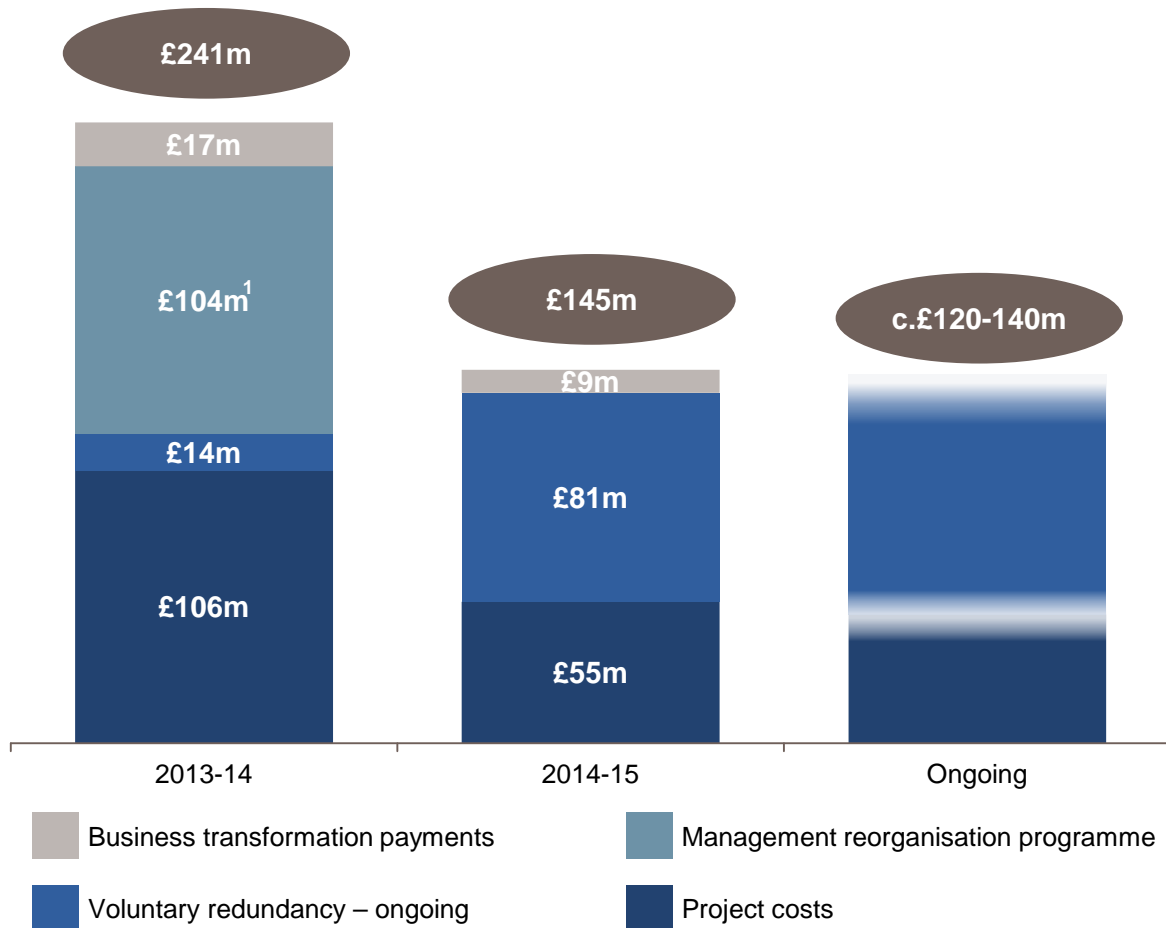 £241m
£17m
£104m1
£14m
£106m
£145m
£9m
£81m
£55m
c.£120-140m
2013-14
2014-15
Ongoing
Business transformation payments
Management reorganisation programme
Voluntary redundancy – ongoing
Project costs